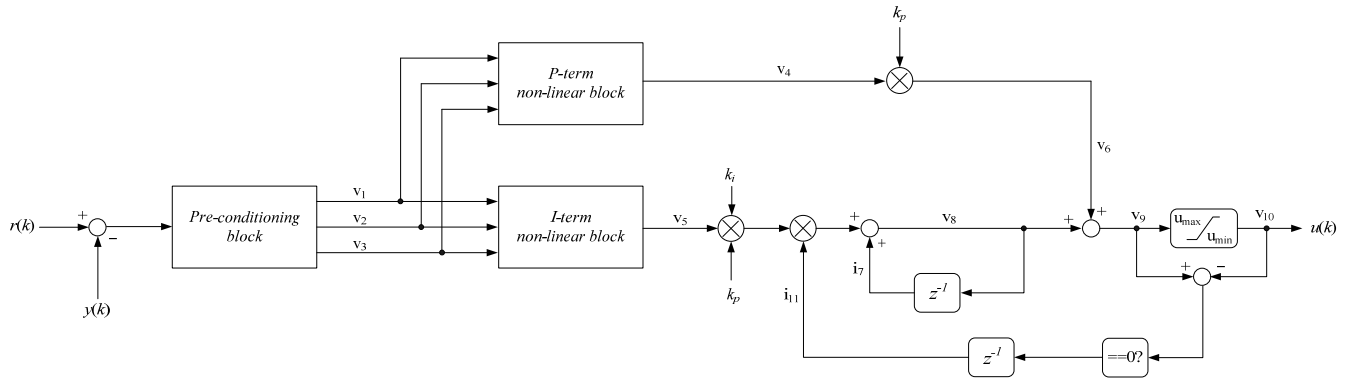 k_p
P-term
non-linear block
v_4
v_6
r(k)
+
−
y(k)
Pre-conditioning
block
v_1
v_2
v_3
I-term
non-linear block
v_5
k_i
k_p
i_11
+
+
i_7
v_8
z^-1
+
+
v_9
u_max
u_min
v_10
u(k)
+
−
z^-1
==0?